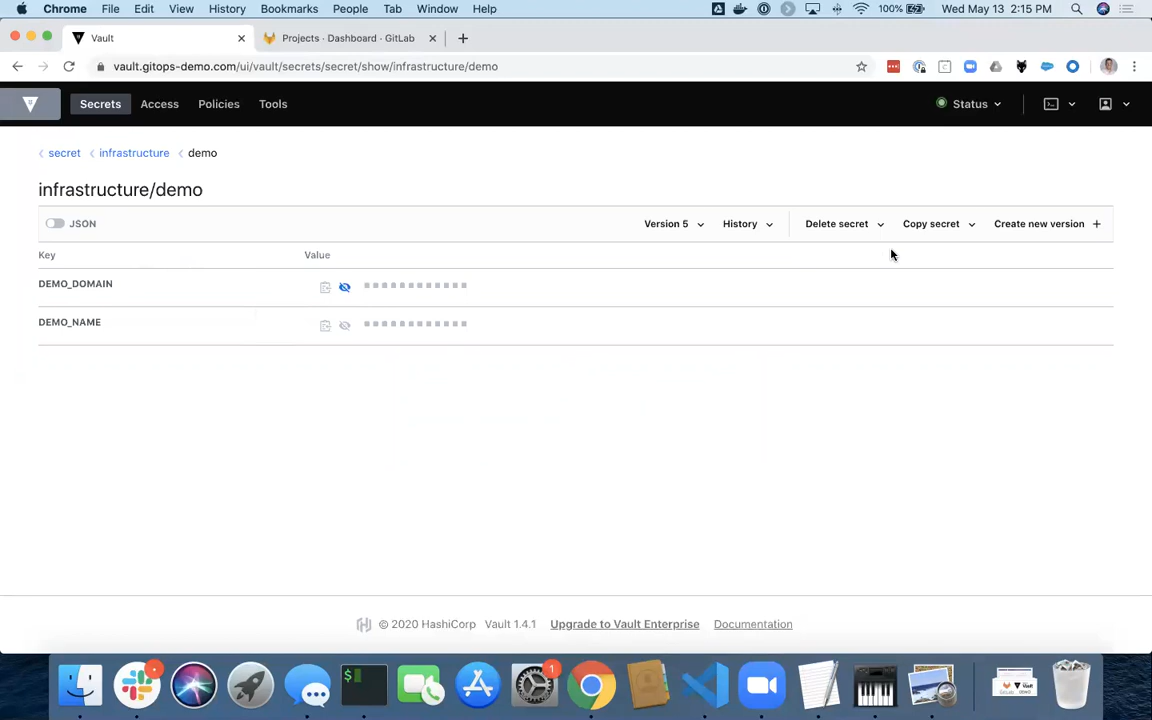 Chrome File Edit View History Bookmarks People Tab Window Help 100% Wed May 13 2:15 PM
Vault Projects · Dashboard · GitLab
vault.gitops-demo.com/ui/vault/secrets/secret/show/infrastructure/demo
Secrets Access Policies Tools Status
secret infrastructure demo
infrastructure/demo
JSON Version 5 History Delete secret Copy secret Create new version +
Key Value
DEMO_DOMAIN
DEMO_NAME
© 2020 HashiCorp Vault 1.4.1 Upgrade to Vault Enterprise Documentation
1
$